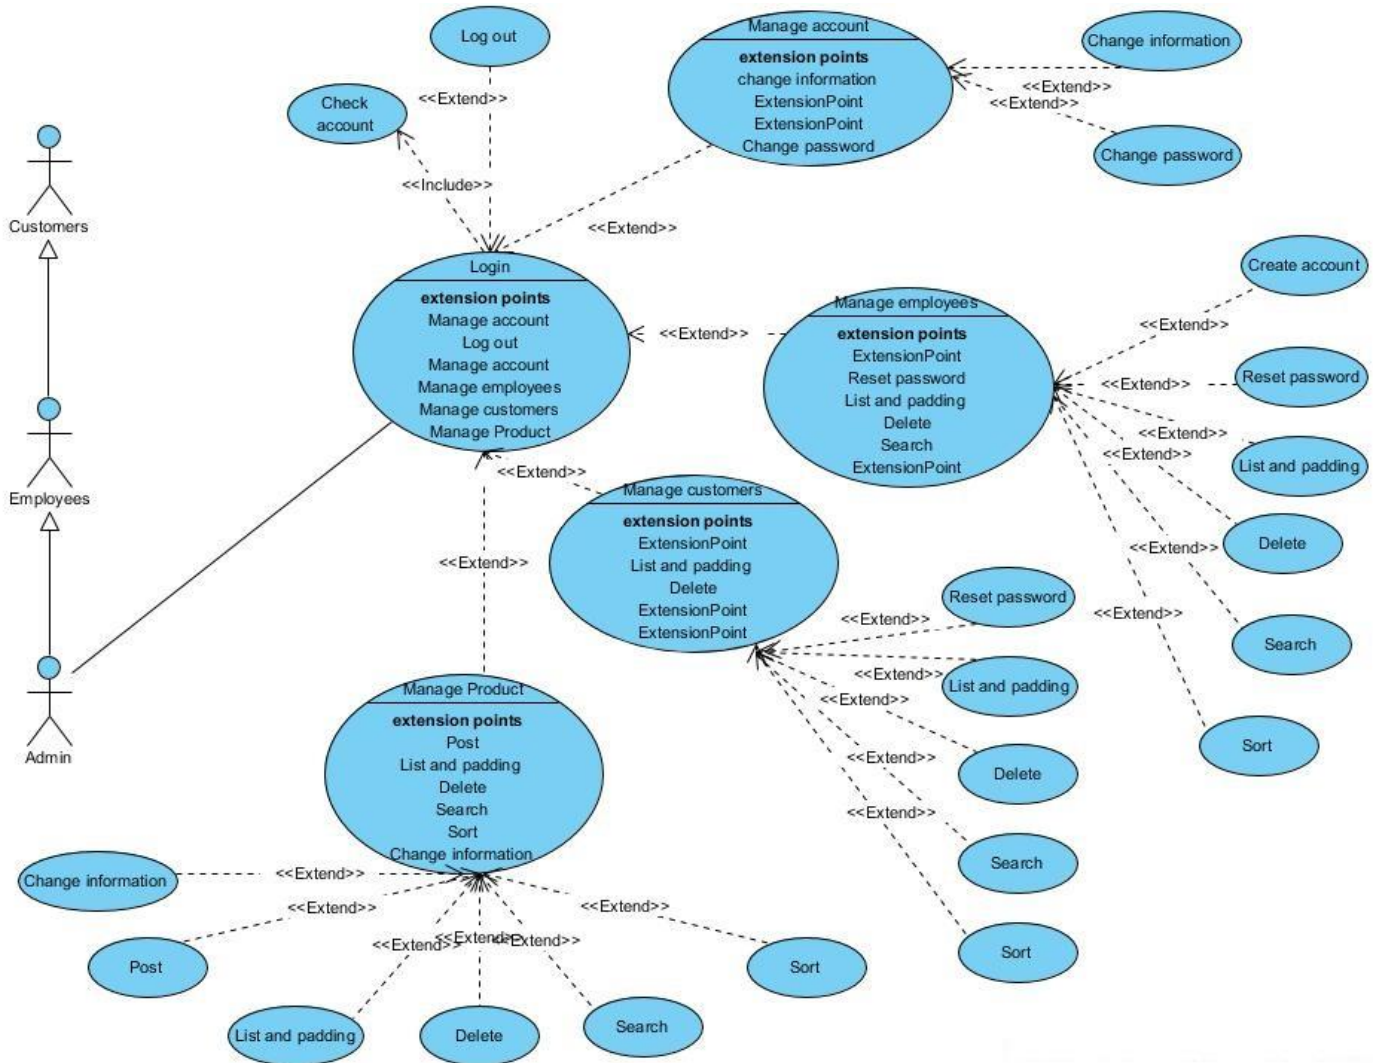 Log out
<<Extend>>
Check
account
<<Include>>
Manage account
extension points
change information
ExtensionPoint
ExtensionPoint
Change password
Change information
<<Extend>>
<<Extend>>
Change password
<<Extend>>
Customers
Employees
Admin
Login
extension points
Manage account
Log out
Manage account
Manage employees
Manage customers
Manage Product
<<Extend>>
Manage employees
extension points
ExtensionPoint
Reset password
List and padding
Delete
Search
ExtensionPoint
Create account
<<Extend>>
Reset password
<<Extend>>
<<Extend>>
List and padding
<<Extend>>
Delete
<<Extend>>
Search
<<Extend>>
Sort
<<Extend>>
Manage customers
extension points
ExtensionPoint
List and padding
Delete
ExtensionPoint
ExtensionPoint
Reset password
<<Extend>>
List and padding
<<Extend>>
<<Extend>>
Delete
<<Extend>>
Search
<<Extend>>
Sort
<<Extend>>
Manage Product
extension points
Post
List and padding
Delete
Search
Sort
Change information
Change information
<<Extend>>
<<Extend>>
Post
<<Extend>>
<<Extend>>
<<Extend>>
<<Extend>>
List and padding
Delete
Search
Sort